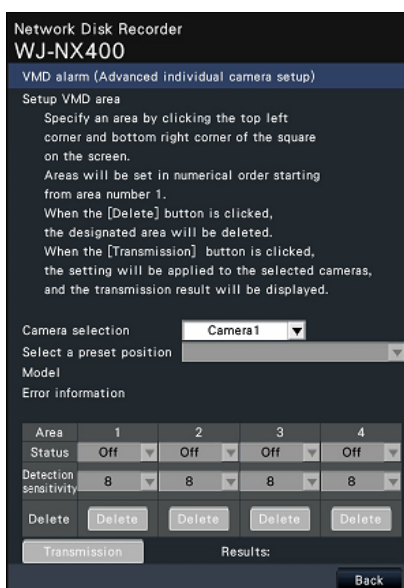 Network Disk Recorder
WJ-NX400
VMD alarm (Advanced individual camera setup)
Setup VMD area
Specify an area by clicking the top left
corner and bottom right corner of the square
on the screen.
Areas will be set in numerical order starting
from area number 1.
When the [Delete] button is clicked,
the designated area will be deleted.
When the [Transmission] button is clicked,
the setting will be applied to the selected cameras,
and the transmission result will be displayed.
Camera selection Camera1
Select a preset position
Model
Error information
Area 1 2 3 4
Status Off Off Off Off
Detection
sensitivity 8 8 8 8
Delete Delete Delete Delete Delete
Transmission Results:
Back